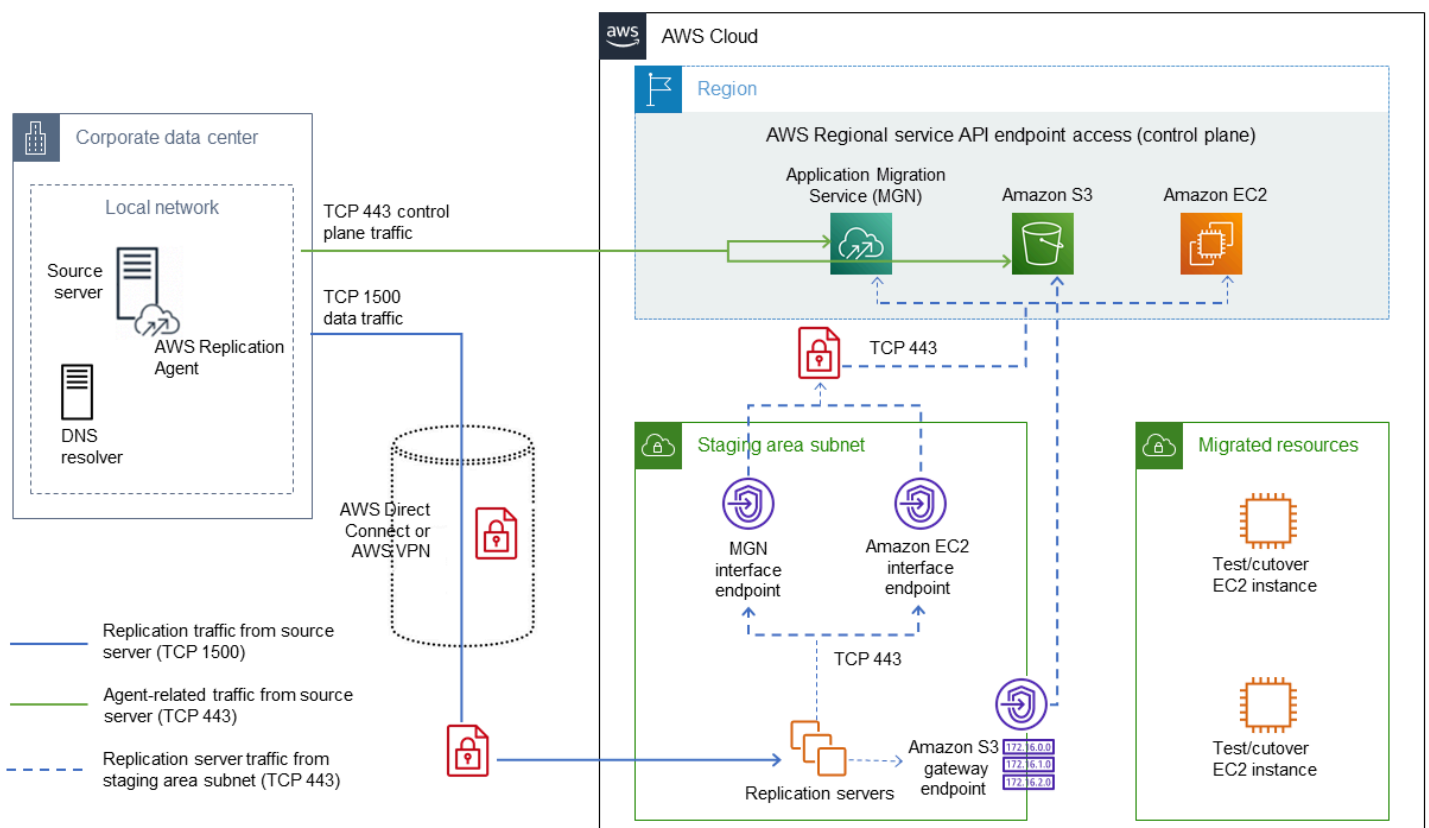 aws
AWS Cloud
Region
AWS Regional service API endpoint access (control plane)
Application Migration
Service (MGN)
Amazon S3
Amazon EC2
Corporate data center
Local network
Source
server
AWS Replication
Agent
DNS
resolver
TCP 443 control
plane traffic
TCP 1500
data traffic
TCP 443
AWS Direct
Connect or
AWS VPN
Staging area subnet
MGN
interface
endpoint
Amazon EC2
interface
endpoint
TCP 443
Replication servers
Amazon S3
gateway
endpoint
172.16.0.0
172.16.1.0
172.16.2.0
Migrated resources
Test/cutover
EC2 instance
Test/cutover
EC2 instance
Replication traffic from source
server (TCP 1500)
Agent-related traffic from source
server (TCP 443)
Replication server traffic from
staging area subnet (TCP 443)